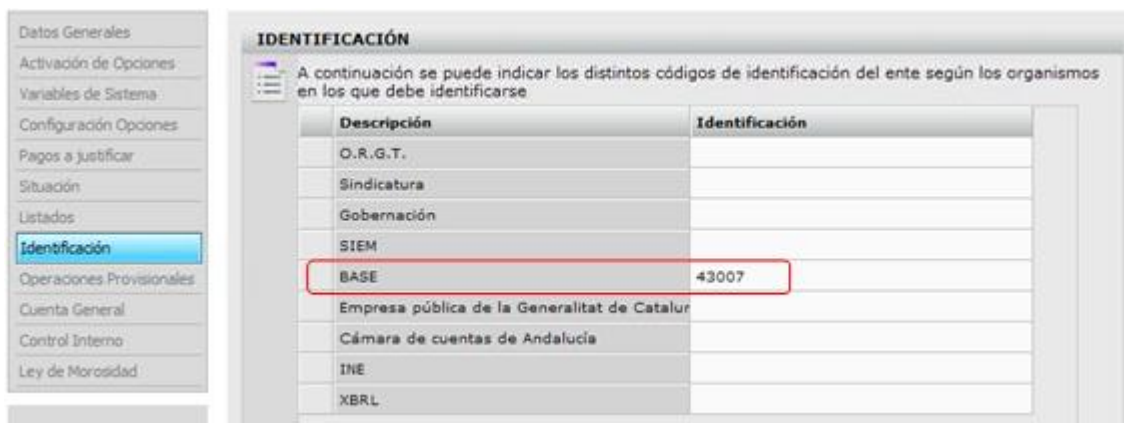 Datos Generales
Activación de Opciones
Variables de Sistema
Configuración Opciones
Pagos a justificar
Situación
Listados
Identificación
Operaciones Provisionales
Cuenta General
Control Interno
Ley de Morosidad
IDENTIFICACIÓN
A continuación se puede indicar los distintos códigos de identificación del ente según los organismos
en los que debe identificarse
Descripción Identificación
O.R.G.T.
Sindicatura
Gobernación
SIEM
BASE 43007
Empresa pública de la Generalitat de Catalur
Cámara de cuentas de Andalucía
INE
XBRL